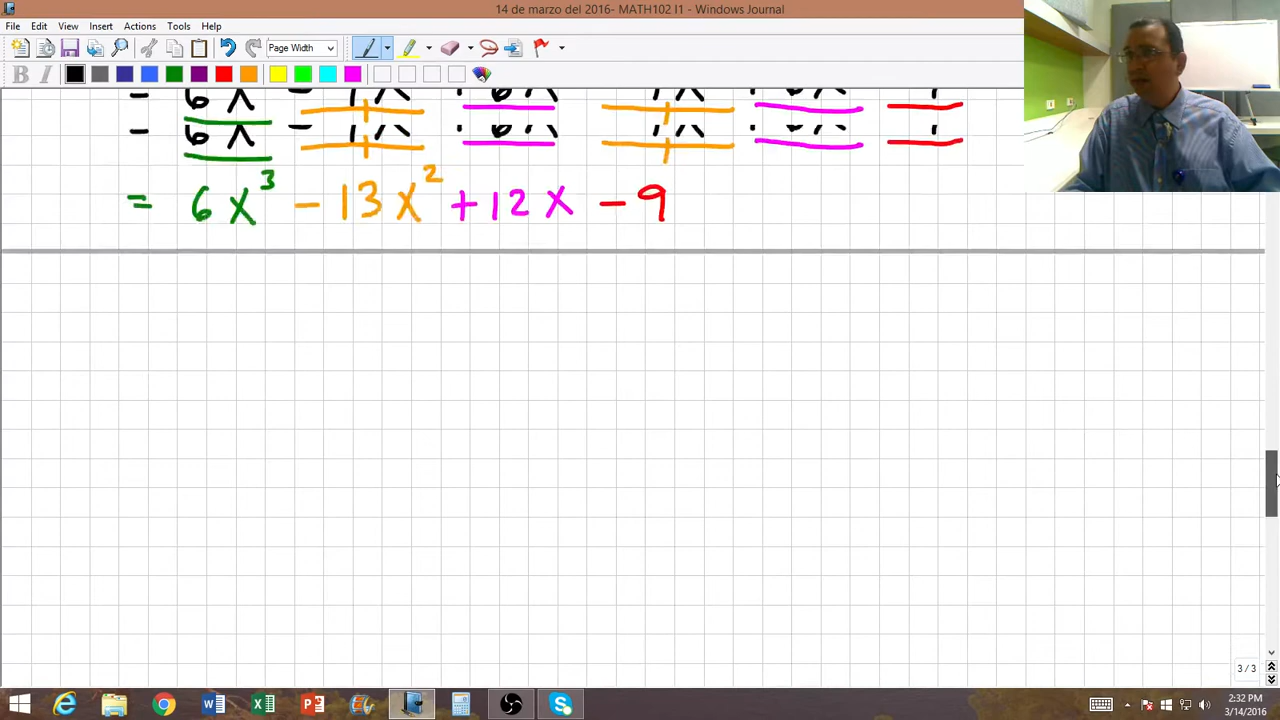 14 de marzo del 2016- MATH102 I1 - Windows Journal
File Edit View Insert Actions Tools Help
Page Width
B I
= 6x³ - 13x² + 12x - 9
3 / 3
2:32 PM
3/14/2016